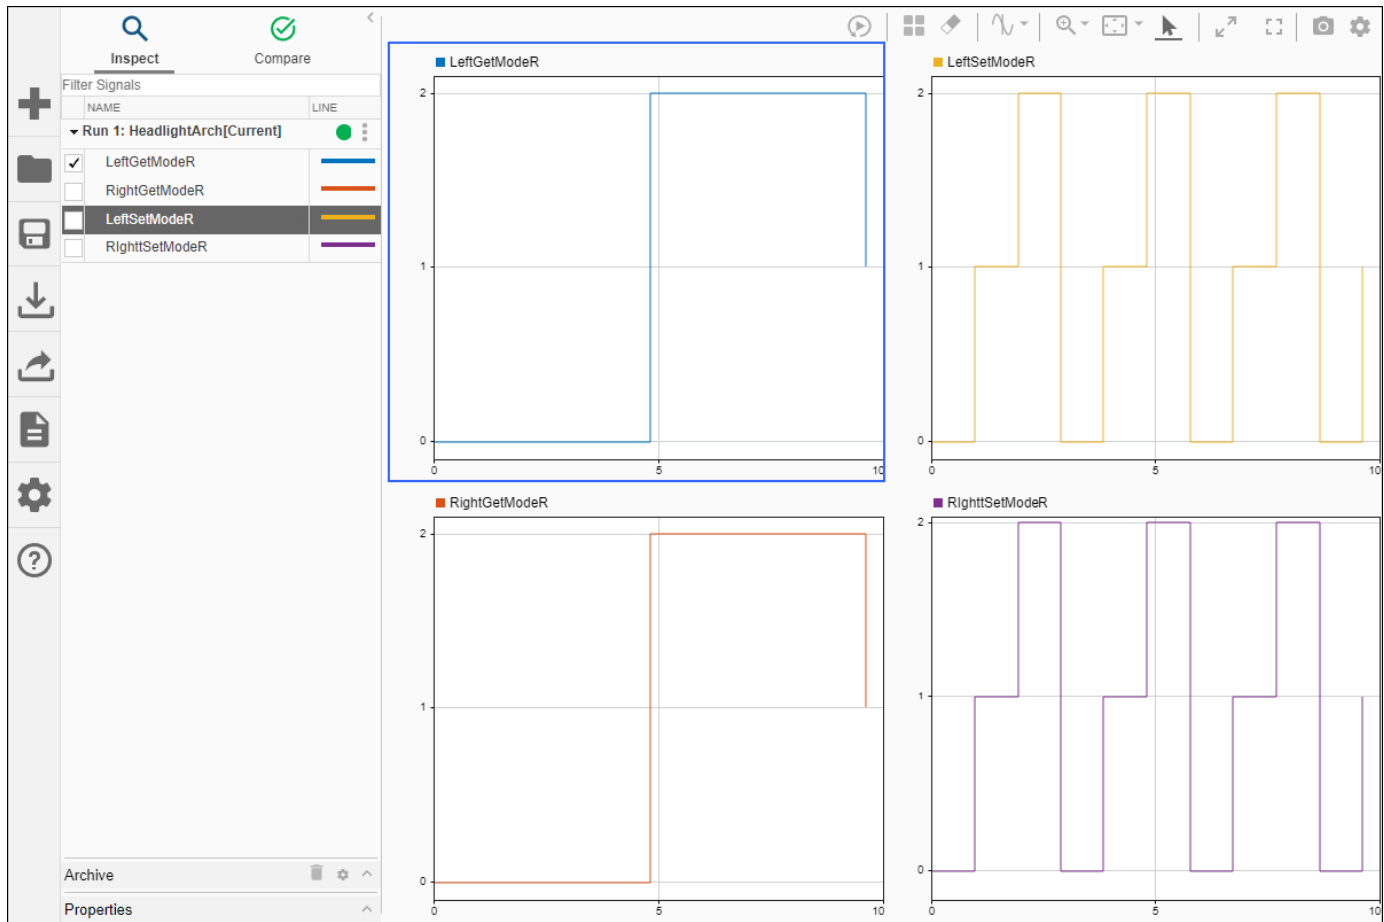 Inspect
Compare
Filter Signals
NAME LINE
Run 1: HeadlightArch[Current]
LeftGetModeR
RightGetModeR
LeftSetModeR
RIghttSetModeR
Archive
Properties
LeftGetModeR
2
1
0
0 5 10
LeftSetModeR
2
1
0
0 5 10
RightGetModeR
2
1
0
0 5 10
RIghttSetModeR
2
1
0
0 5 10